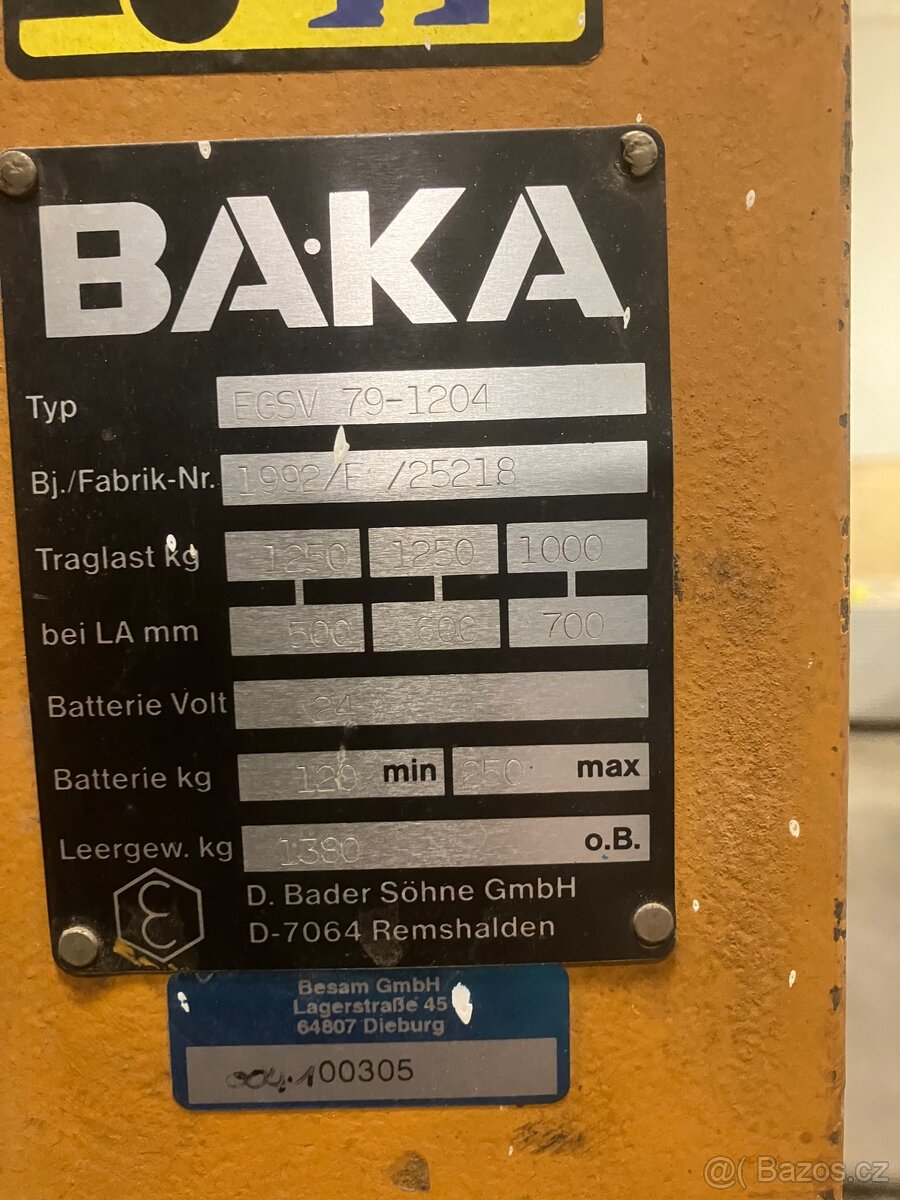 BAKA
Typ EGSV 79-1204
Bj./Fabrik-Nr. 1992/E /25218
Traglast kg 1250 1250 1000
bei LA mm 500 600 700
Batterie Volt 24
Batterie kg 120 min 250 max
Leergew. kg 1380 o.B.
D. Bader Söhne GmbH
D-7064 Remshalden
Besam GmbH
Lagerstraße 45
64807 Dieburg
00305
@( Bazos.cz